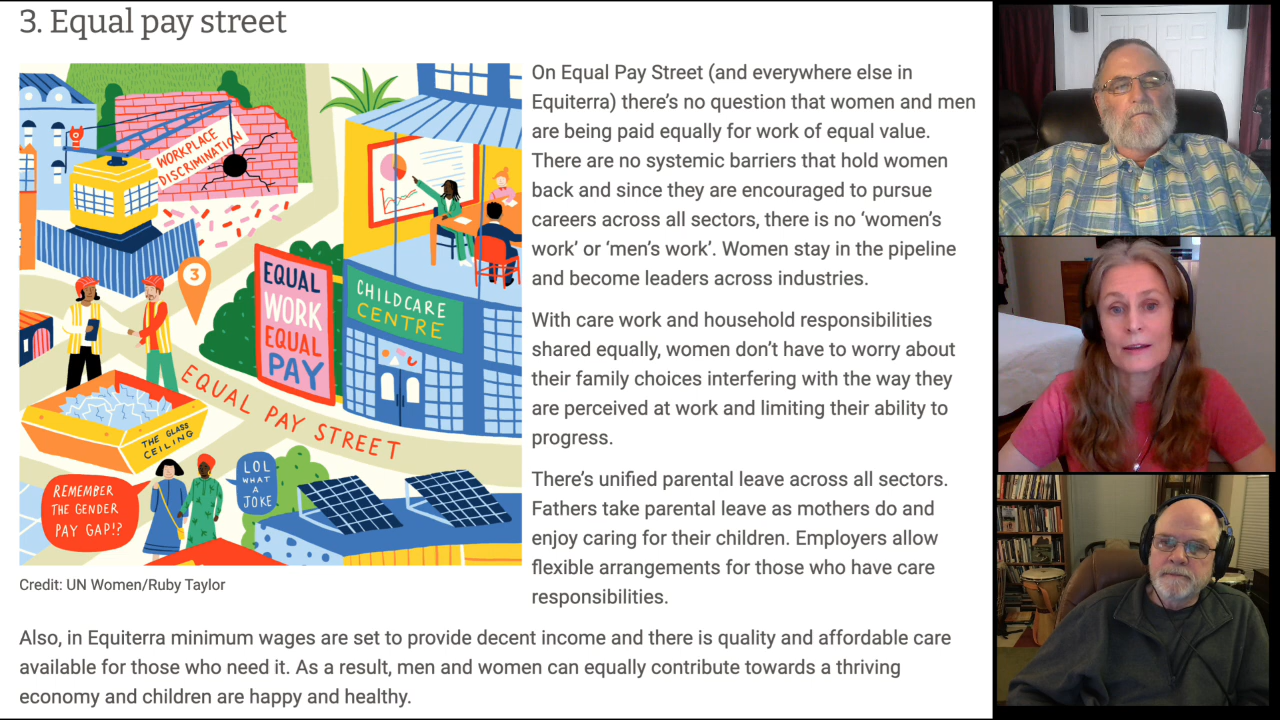 3. Equal pay street
WORKPLACE
DISCRIMINATION
3
EQUAL
WORK
EQUAL
PAY
CHILDCARE
CENTRE
EQUAL PAY STREET
THE GLASS
CEILING
REMEMBER
THE GENDER
PAY GAP!?
LOL
WHAT
A
JOKE
Credit: UN Women/Ruby Taylor
On Equal Pay Street (and everywhere else in
Equiterra) there’s no question that women and men
are being paid equally for work of equal value.
There are no systemic barriers that hold women
back and since they are encouraged to pursue
careers across all sectors, there is no ‘women’s
work’ or ‘men’s work’. Women stay in the pipeline
and become leaders across industries.
With care work and household responsibilities
shared equally, women don’t have to worry about
their family choices interfering with the way they
are perceived at work and limiting their ability to
progress.
There’s unified parental leave across all sectors.
Fathers take parental leave as mothers do and
enjoy caring for their children. Employers allow
flexible arrangements for those who have care
responsibilities.
Also, in Equiterra minimum wages are set to provide decent income and there is quality and affordable care
available for those who need it. As a result, men and women can equally contribute towards a thriving
economy and children are happy and healthy.